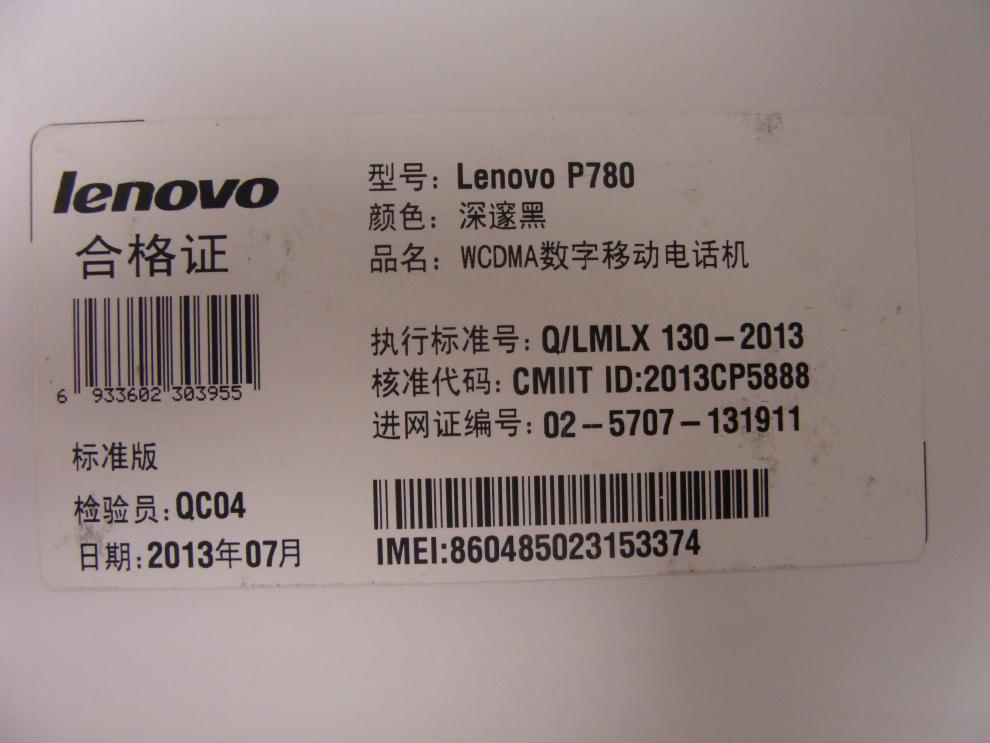 lenovo
合格证
6 933602 303955
标准版
检验员:QC04
日期:2013年07月
型号: Lenovo P780
颜色: 深邃黑
品名: WCDMA数字移动电话机
执行标准号: Q/LMLX 130-2013
核准代码: CMIIT ID:2013CP5888
进网证编号: 02-5707-131911
IMEI:860485023153374